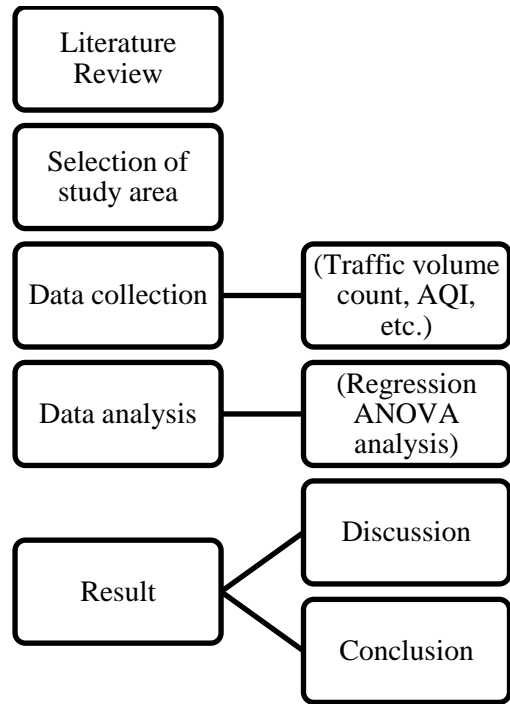 Literature
Review
Selection of
study area
Data collection
(Traffic volume
count, AQI,
etc.)
Data analysis
(Regression
ANOVA
analysis)
Result
Discussion
Conclusion